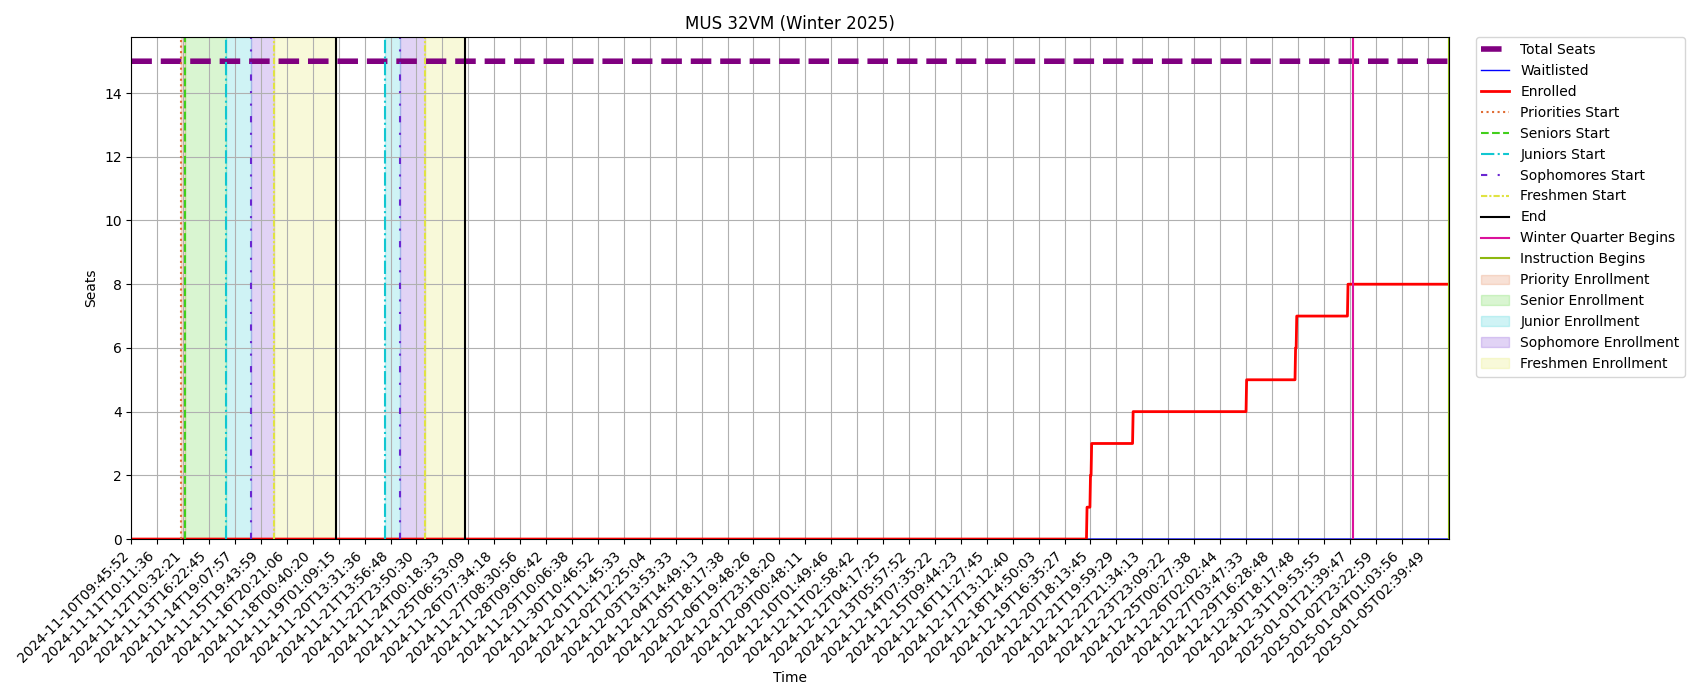 MUS 32VM (Winter 2025)
14
12
10
8
6
4
2
0
Seats
2024-11-10T09:45:52
2024-11-11T10:11:36
2024-11-12T10:32:21
2024-11-13T16:22:45
2024-11-14T19:07:57
2024-11-15T19:43:59
2024-11-16T20:21:06
2024-11-18T00:40:20
2024-11-19T01:09:15
2024-11-20T13:31:36
2024-11-21T13:56:48
2024-11-22T23:50:30
2024-11-24T00:18:33
2024-11-25T06:53:09
2024-11-26T07:34:18
2024-11-27T08:30:56
2024-11-28T09:06:42
2024-11-29T10:06:38
2024-11-30T10:46:52
2024-12-01T11:45:33
2024-12-02T12:25:04
2024-12-03T13:53:33
2024-12-04T14:49:13
2024-12-05T18:17:38
2024-12-06T19:48:26
2024-12-07T23:18:20
2024-12-09T00:48:11
2024-12-10T01:49:46
2024-12-11T02:58:42
2024-12-12T04:17:25
2024-12-13T05:57:52
2024-12-14T07:35:22
2024-12-15T09:44:23
2024-12-16T11:27:45
2024-12-17T13:12:40
2024-12-18T14:50:03
2024-12-19T16:35:27
2024-12-20T18:13:45
2024-12-21T19:59:29
2024-12-22T21:34:13
2024-12-23T23:09:22
2024-12-25T00:27:38
2024-12-26T02:02:44
2024-12-27T03:47:33
2024-12-29T16:28:48
2024-12-30T18:17:48
2024-12-31T19:53:55
2025-01-01T21:39:47
2025-01-02T23:22:59
2025-01-04T01:03:56
2025-01-05T02:39:49
Time
Total Seats
Waitlisted
Enrolled
Priorities Start
Seniors Start
Juniors Start
Sophomores Start
Freshmen Start
End
Winter Quarter Begins
Instruction Begins
Priority Enrollment
Senior Enrollment
Junior Enrollment
Sophomore Enrollment
Freshmen Enrollment